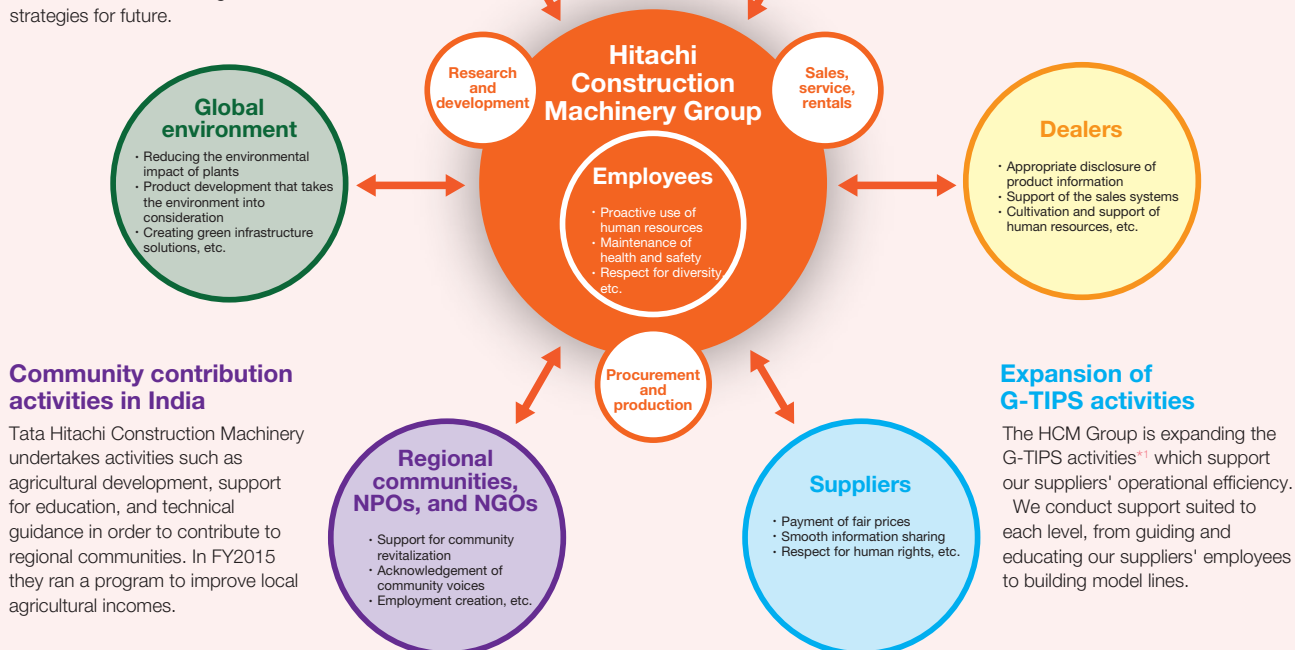 strategies for future.
Research
and
development
Hitachi
Construction
Machinery Group
Sales,
service,
rentals
Global
environment
· Reducing the environmental
impact of plants
· Product development that takes
the environment into
consideration
· Creating green infrastructure
solutions, etc.
Employees
· Proactive use of
human resources
· Maintenance of
health and safety
· Respect for diversity,
etc.
Dealers
· Appropriate disclosure of
product information
· Support of the sales systems
· Cultivation and support of
human resources, etc.
Procurement
and
production
Community contribution
activities in India
Tata Hitachi Construction Machinery
undertakes activities such as
agricultural development, support
for education, and technical
guidance in order to contribute to
regional communities. In FY2015
they ran a program to improve local
agricultural incomes.
Regional
communities,
NPOs, and NGOs
· Support for community
revitalization
· Acknowledgement of
community voices
· Employment creation, etc.
Suppliers
· Payment of fair prices
· Smooth information sharing
· Respect for human rights, etc.
Expansion of
G-TIPS activities
The HCM Group is expanding the
G-TIPS activities*1 which support
our suppliers' operational efficiency.
We conduct support suited to
each level, from guiding and
educating our suppliers' employees
to building model lines.